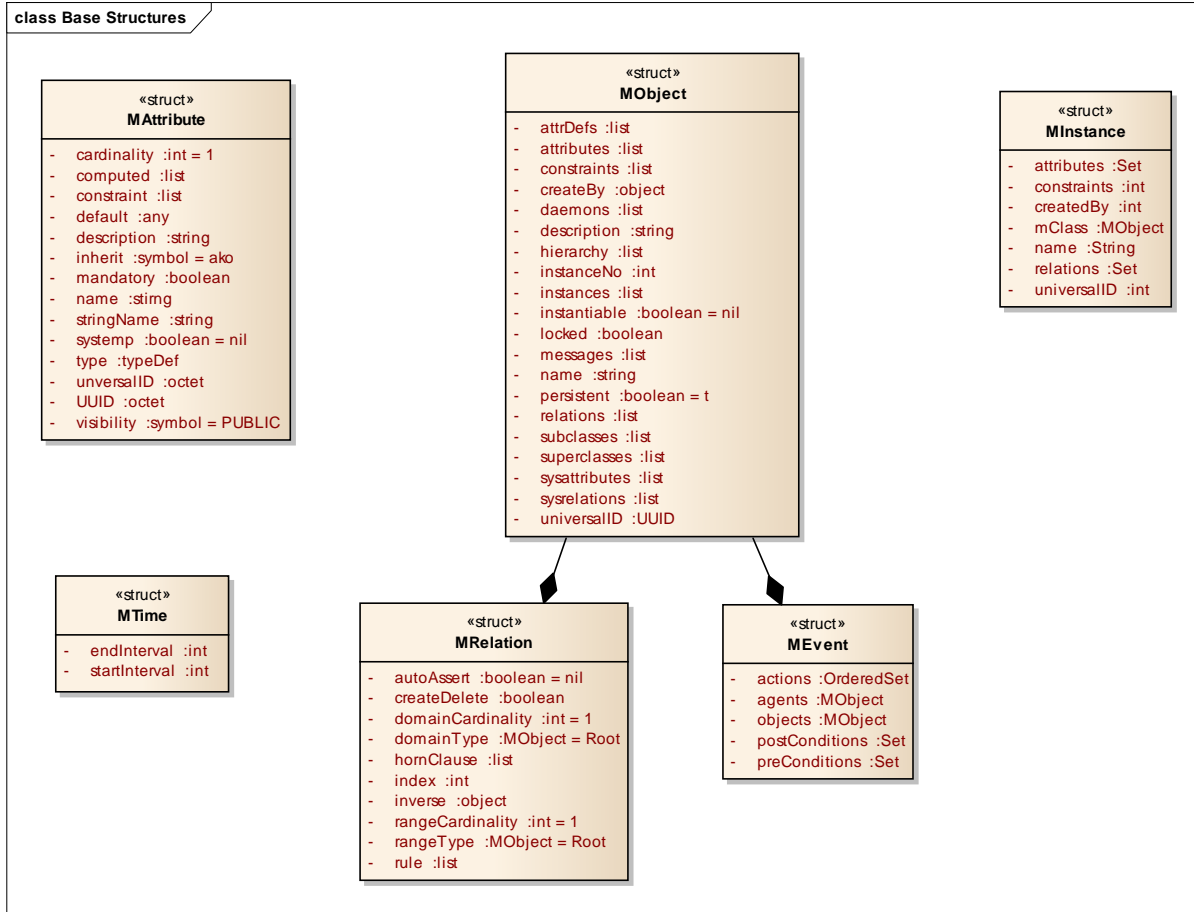 class Base Structures
«struct»
MAttribute
- cardinality :int = 1
- computed :list
- constraint :list
- default :any
- description :string
- inherit :symbol = ako
- mandatory :boolean
- name :stirng
- stringName :string
- systemp :boolean = nil
- type :typeDef
- unversalID :octet
- UUID :octet
- visibility :symbol = PUBLIC
«struct»
MObject
- attrDefs :list
- attributes :list
- constraints :list
- createBy :object
- daemons :list
- description :string
- hierarchy :list
- instanceNo :int
- instances :list
- instantiable :boolean = nil
- locked :boolean
- messages :list
- name :string
- persistent :boolean = t
- relations :list
- subclasses :list
- superclasses :list
- sysattributes :list
- sysrelations :list
- universalID :UUID
«struct»
MInstance
- attributes :Set
- constraints :int
- createdBy :int
- mClass :MObject
- name :String
- relations :Set
- universalID :int
«struct»
MTime
- endInterval :int
- startInterval :int
«struct»
MRelation
- autoAssert :boolean = nil
- createDelete :boolean
- domainCardinality :int = 1
- domainType :MObject = Root
- hornClause :list
- index :int
- inverse :object
- rangeCardinality :int = 1
- rangeType :MObject = Root
- rule :list
«struct»
MEvent
- actions :OrderedSet
- agents :MObject
- objects :MObject
- postConditions :Set
- preConditions :Set